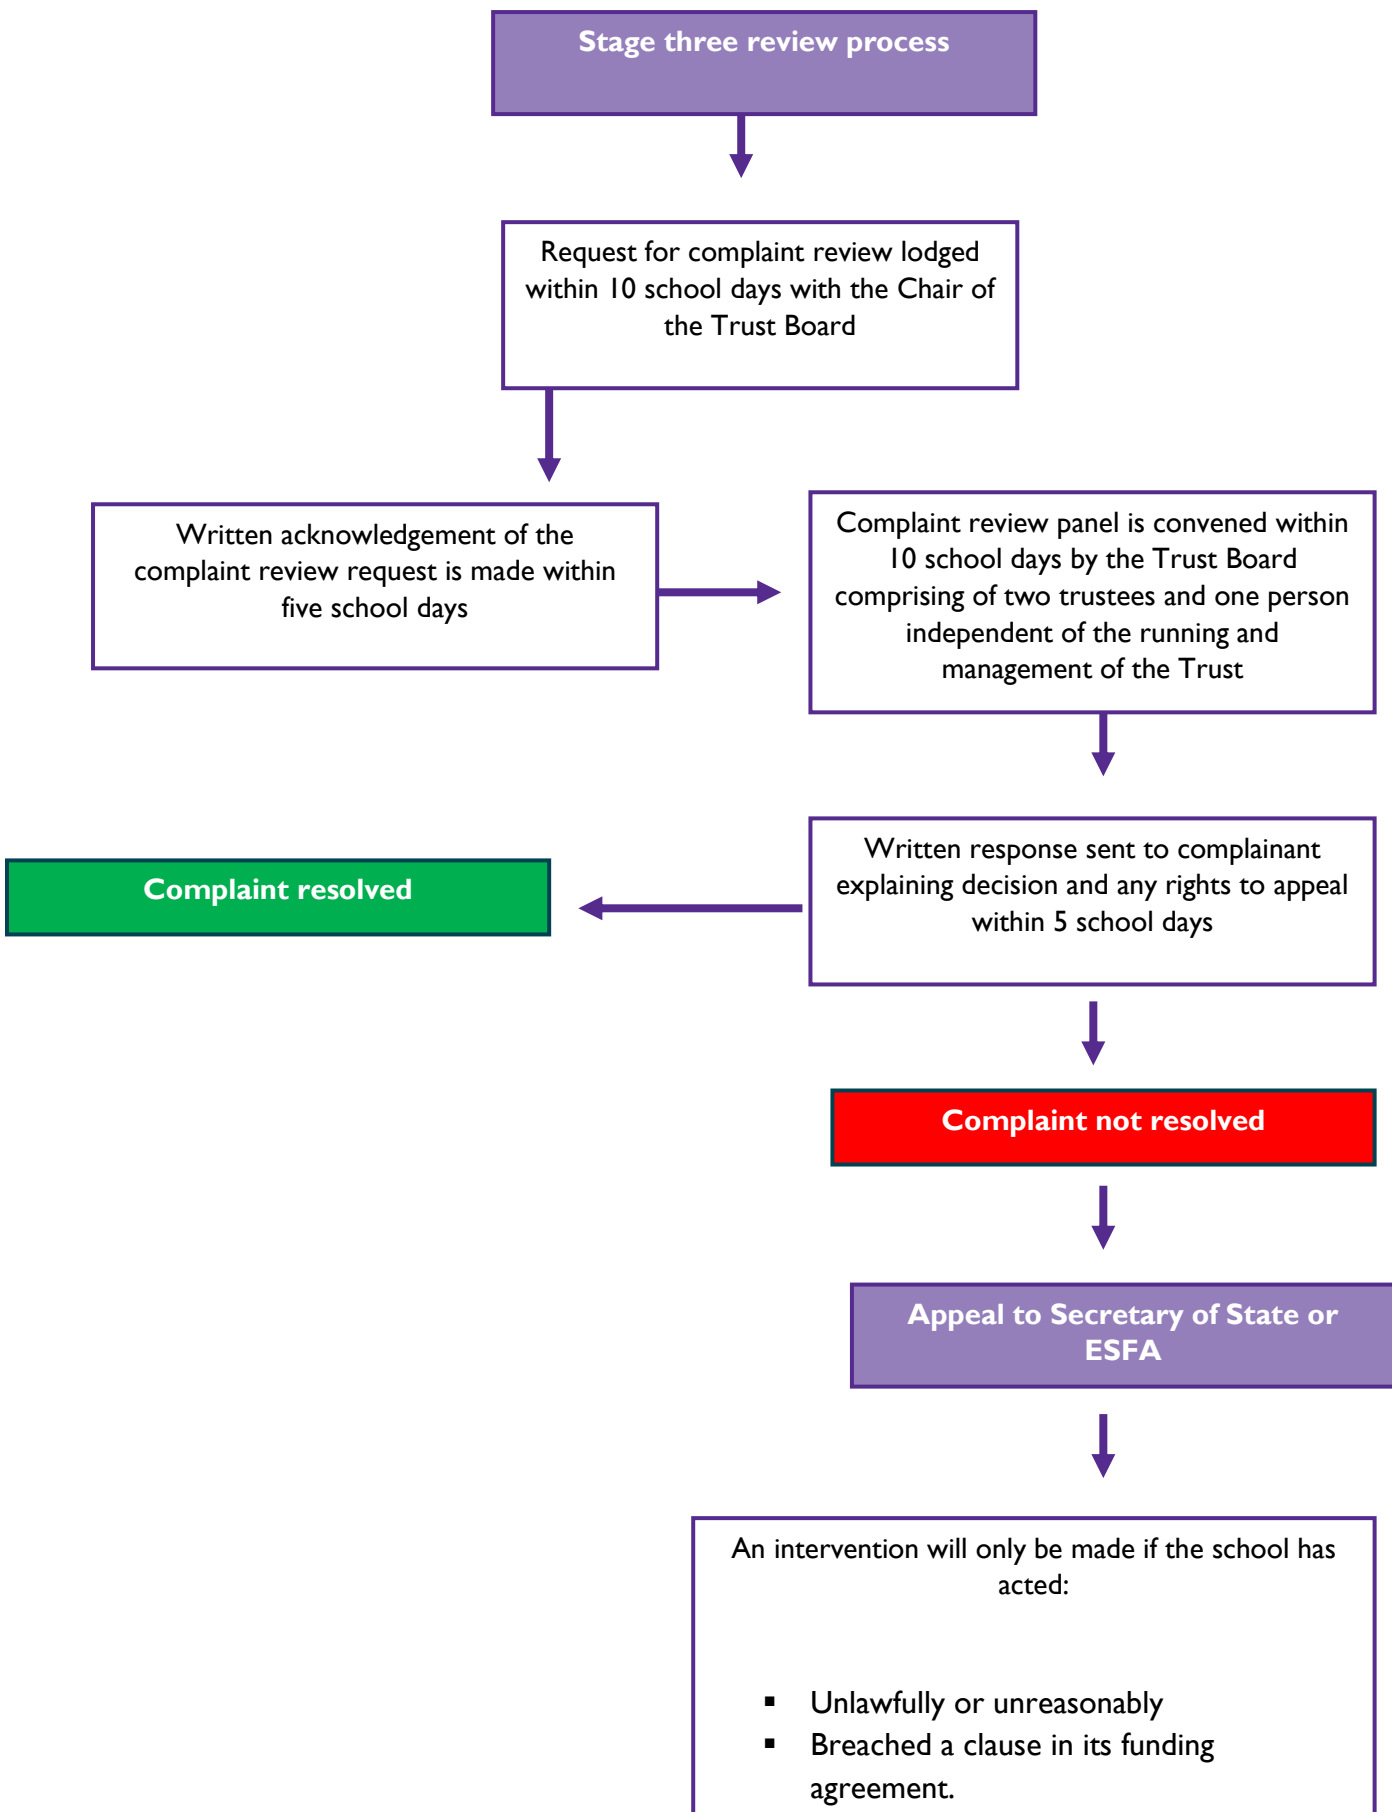 Stage three review process
Request for complaint review lodged
within 10 school days with the Chair of
the Trust Board
Written acknowledgement of the
complaint review request is made within
five school days
Complaint review panel is convened within
10 school days by the Trust Board
comprising of two trustees and one person
independent of the running and
management of the Trust
Written response sent to complainant
explaining decision and any rights to appeal
within 5 school days
Complaint resolved
Complaint not resolved
Appeal to Secretary of State or
ESFA
An intervention will only be made if the school has
acted:
▪ Unlawfully or unreasonably
▪ Breached a clause in its funding
agreement.